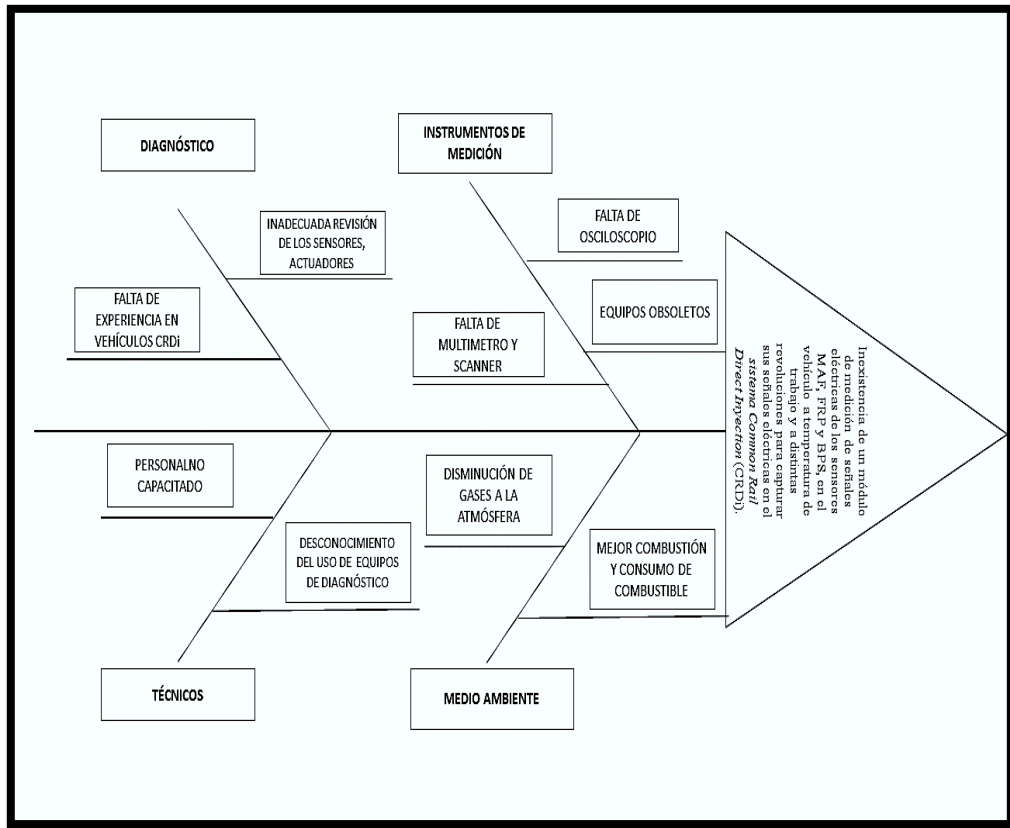 DIAGNÓSTICO
INSTRUMENTOS DE
MEDICIÓN
INADECUADA REVISIÓN
DE LOS SENSORES,
ACTUADORES
FALTA DE
OSCILOSCOPIO
FALTA DE
EXPERIENCIA EN
VEHÍCULOS CRDi
FALTA DE
MULTIMETRO Y
SCANNER
EQUIPOS OBSOLETOS
Inexistencia de un módulo
de medición de señales
eléctricas de los sensores
MAF, FRP y BPS, en el
vehículo a temperatura de
trabajo y a distintas
revoluciones para capturar
sus señales eléctricas en el
sistema Common Rail
Direct Inyection (CRDi).
PERSONALNO
CAPACITADO
DISMINUCIÓN DE
GASES A LA
ATMÓSFERA
DESCONOCIMIENTO
DEL USO DE EQUIPOS
DE DIAGNÓSTICO
MEJOR COMBUSTIÓN
Y CONSUMO DE
COMBUSTIBLE
TÉCNICOS
MEDIO AMBIENTE